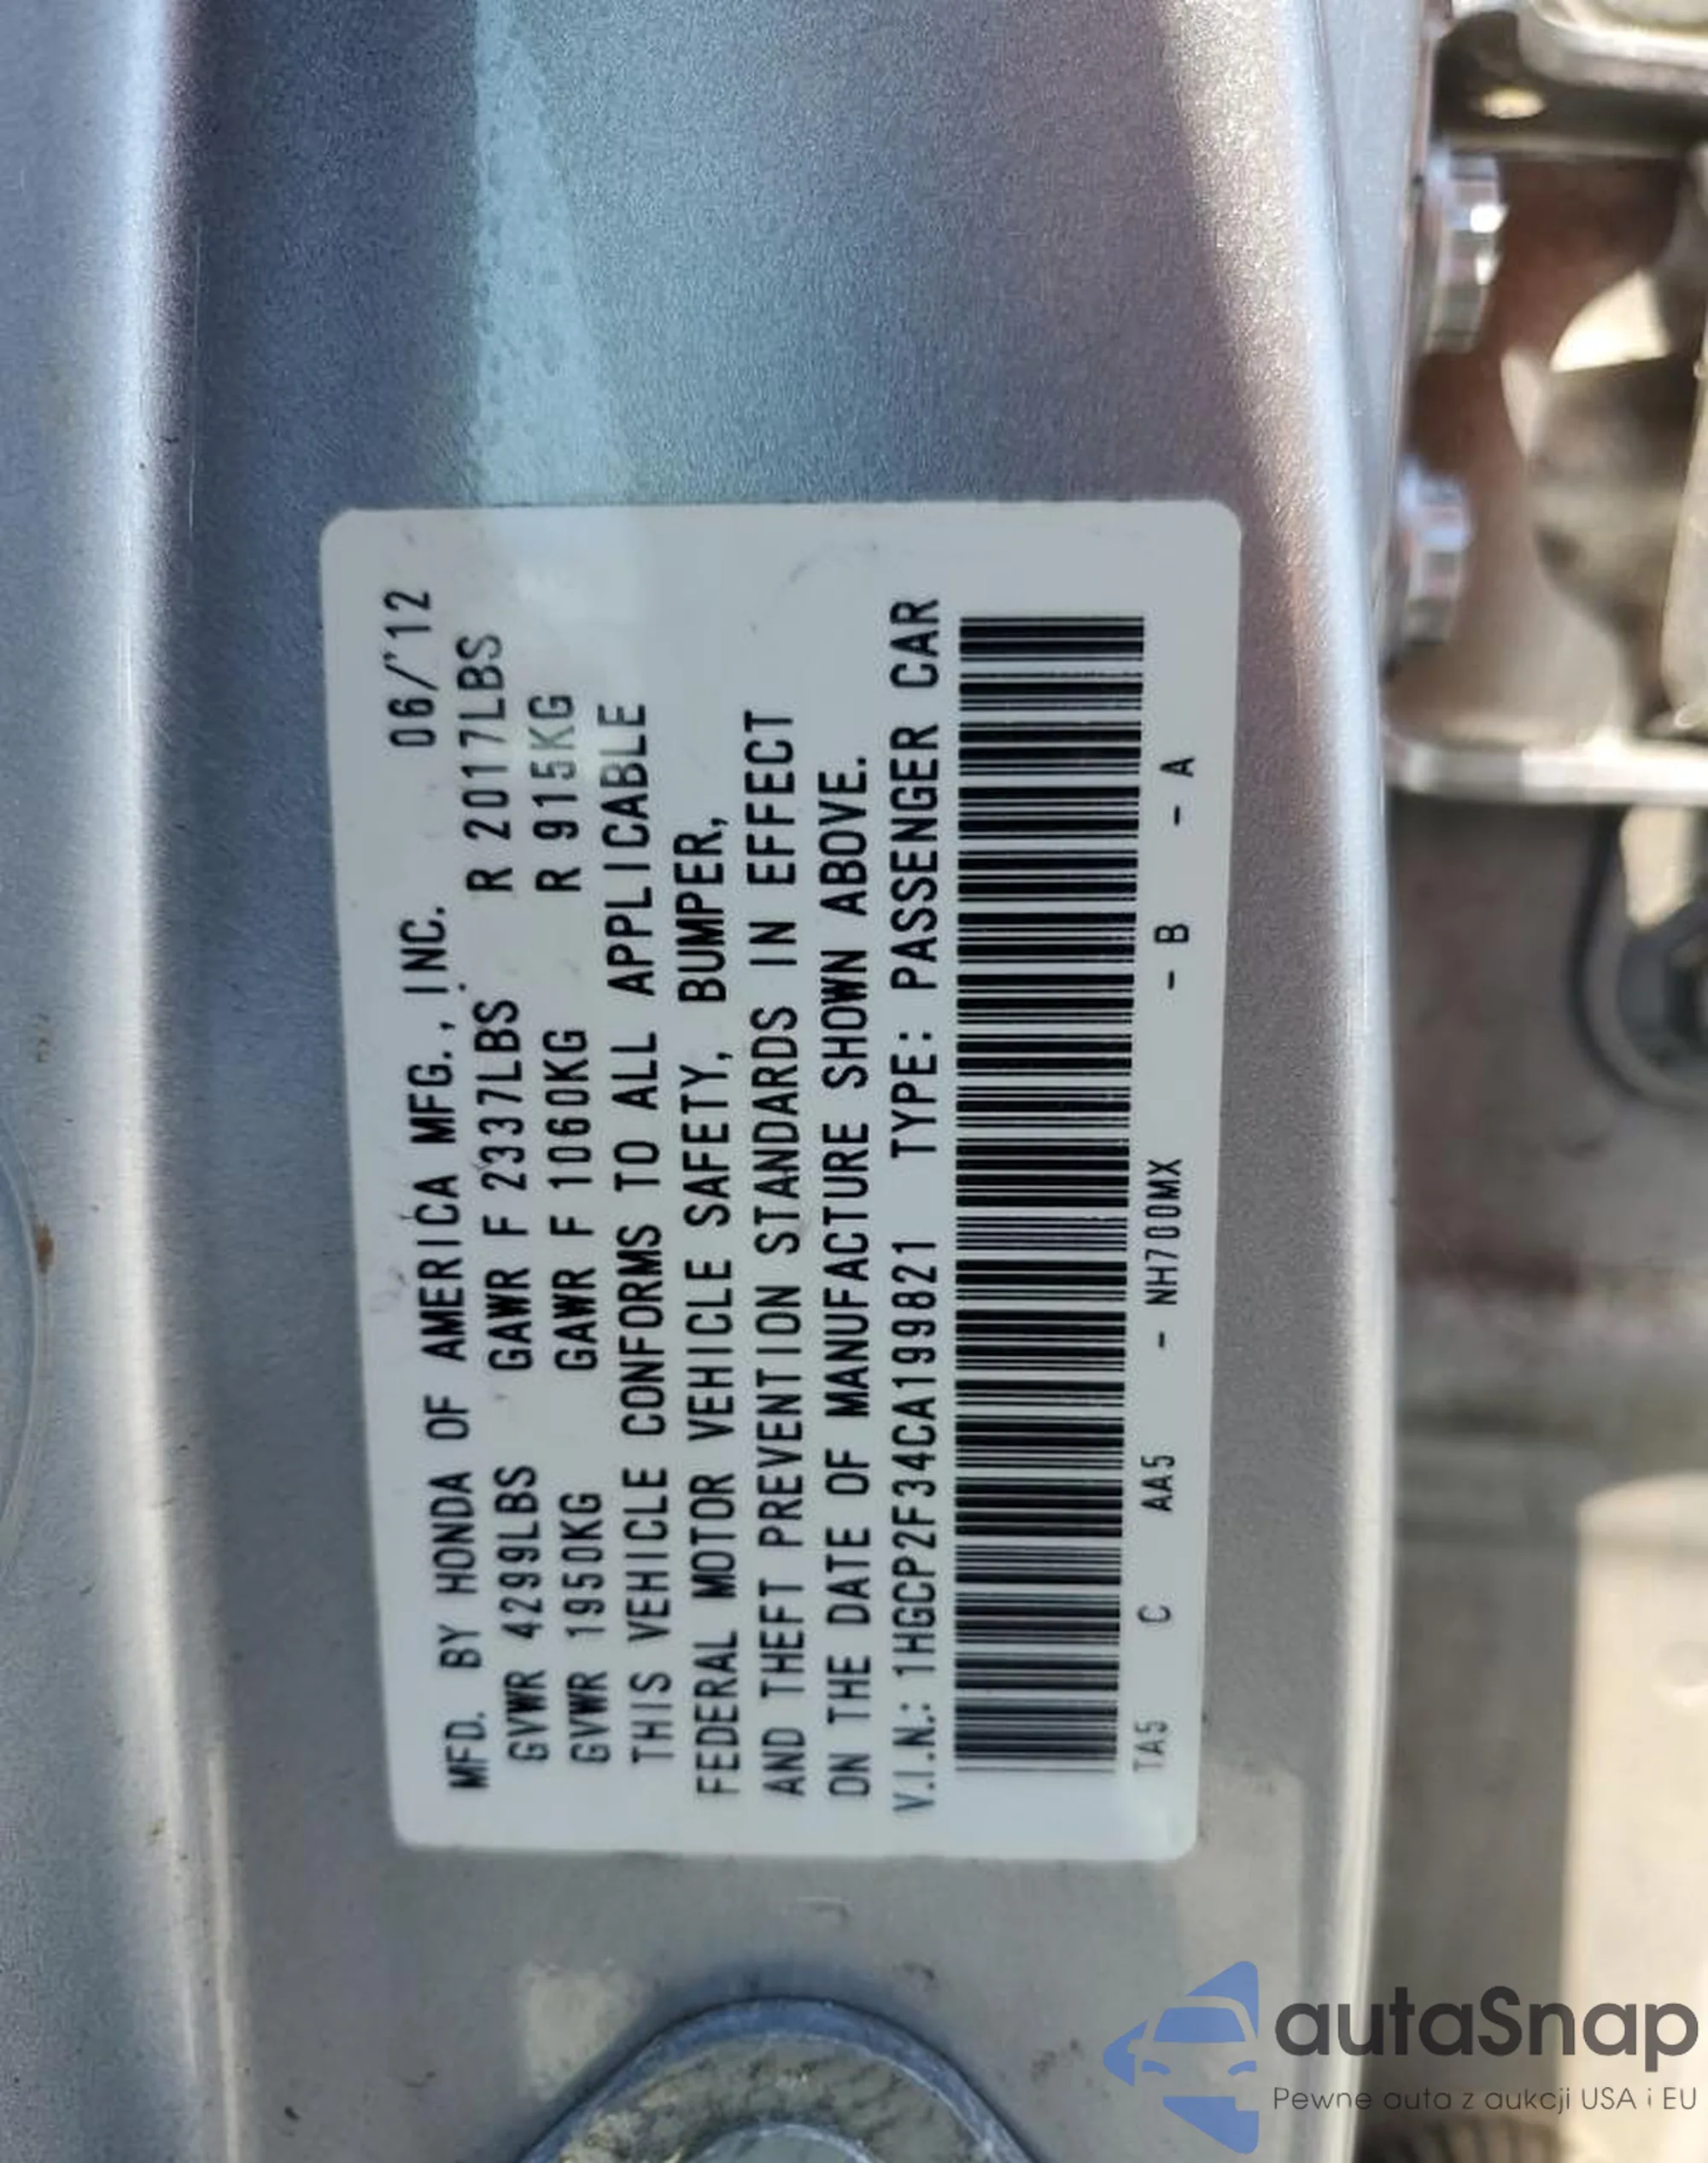 MFD. BY HONDA OF AMERICA MFG., INC. 06/'12
GVWR 4299LBS GAWR F 2337LBS R 2017LBS
GVWR 1950KG GAWR F 1060KG R 915KG
THIS VEHICLE CONFORMS TO ALL APPLICABLE
FEDERAL MOTOR VEHICLE SAFETY, BUMPER,
AND THEFT PREVENTION STANDARDS IN EFFECT
ON THE DATE OF MANUFACTURE SHOWN ABOVE.
V.I.N.: 1HGCP2F34CA199821 TYPE: PASSENGER CAR
TA5 C AA5 - NH700MX - B - A
autaSnap
Pewne auta z aukcji USA i EU